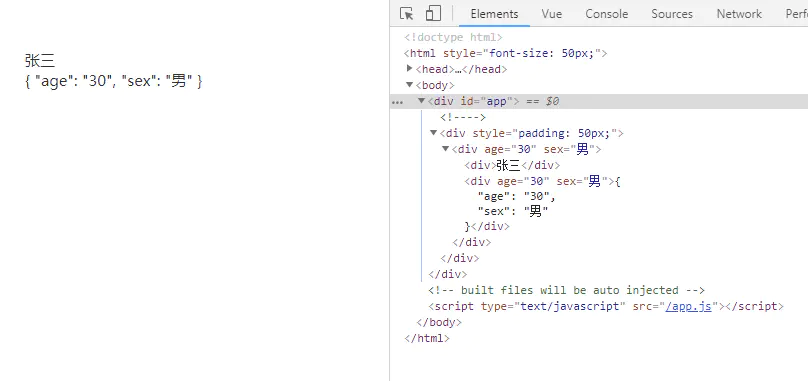 张三
{ "age": "30", "sex": "男" }
Elements Vue Console Sources Network Perf
<!doctype html>
<html style="font-size: 50px;">
<head>…</head>
<body>
… <div id="app"> == $0
<!---->
<div style="padding: 50px;">
<div age="30" sex="男">
<div>张三</div>
<div age="30" sex="男">{
"age": "30",
"sex": "男"
}</div>
</div>
</div>
</div>
<!-- built files will be auto injected -->
<script type="text/javascript" src="/app.js"></script>
</body>
</html>